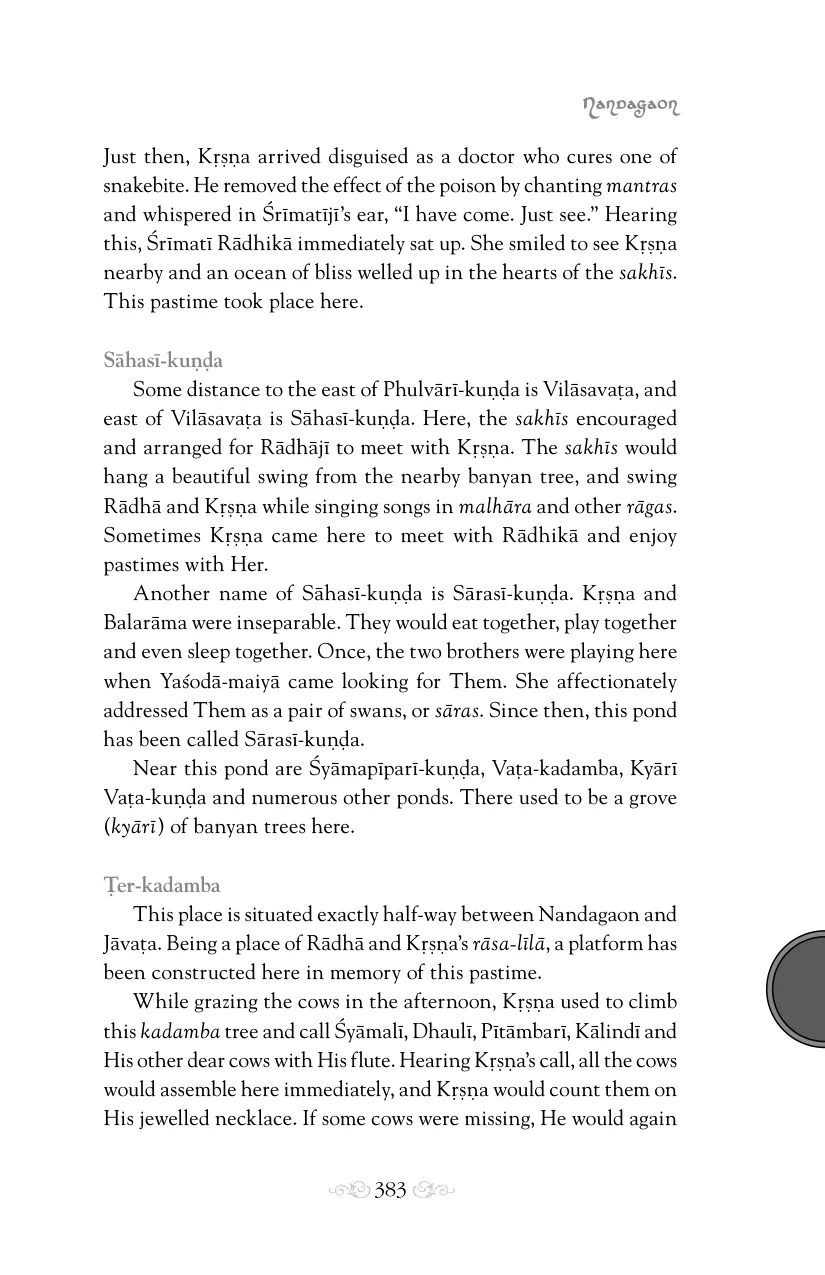 Nandagaon
Just then, Kṛṣṇa arrived disguised as a doctor who cures one of
snakebite. He removed the effect of the poison by chanting mantras
and whispered in Śrīmatījī’s ear, “I have come. Just see.” Hearing
this, Śrīmatī Rādhikā immediately sat up. She smiled to see Kṛṣṇa
nearby and an ocean of bliss welled up in the hearts of the sakhīs.
This pastime took place here.
Sāhasī-kuṇḍa
Some distance to the east of Phulvārī-kuṇḍa is Vilāsavaṭa, and
east of Vilāsavaṭa is Sāhasī-kuṇḍa. Here, the sakhīs encouraged
and arranged for Rādhājī to meet with Kṛṣṇa. The sakhīs would
hang a beautiful swing from the nearby banyan tree, and swing
Rādhā and Kṛṣṇa while singing songs in malhāra and other rāgas.
Sometimes Kṛṣṇa came here to meet with Rādhikā and enjoy
pastimes with Her.
Another name of Sāhasī-kuṇḍa is Sārasī-kuṇḍa. Kṛṣṇa and
Balarāma were inseparable. They would eat together, play together
and even sleep together. Once, the two brothers were playing here
when Yaśodā-maiyā came looking for Them. She affectionately
addressed Them as a pair of swans, or sāras. Since then, this pond
has been called Sārasī-kuṇḍa.
Near this pond are Śyāmapīparī-kuṇḍa, Vaṭa-kadamba, Kyārī
Vaṭa-kuṇḍa and numerous other ponds. There used to be a grove
(kyārī) of banyan trees here.
Ṭer-kadamba
This place is situated exactly half-way between Nandagaon and
Jāvaṭa. Being a place of Rādhā and Kṛṣṇa’s rāsa-līlā, a platform has
been constructed here in memory of this pastime.
While grazing the cows in the afternoon, Kṛṣṇa used to climb
this kadamba tree and call Śyāmalī, Dhaulī, Pītāmbarī, Kālindī and
His other dear cows with His flute. Hearing Kṛṣṇa’s call, all the cows
would assemble here immediately, and Kṛṣṇa would count them on
His jewelled necklace. If some cows were missing, He would again
383